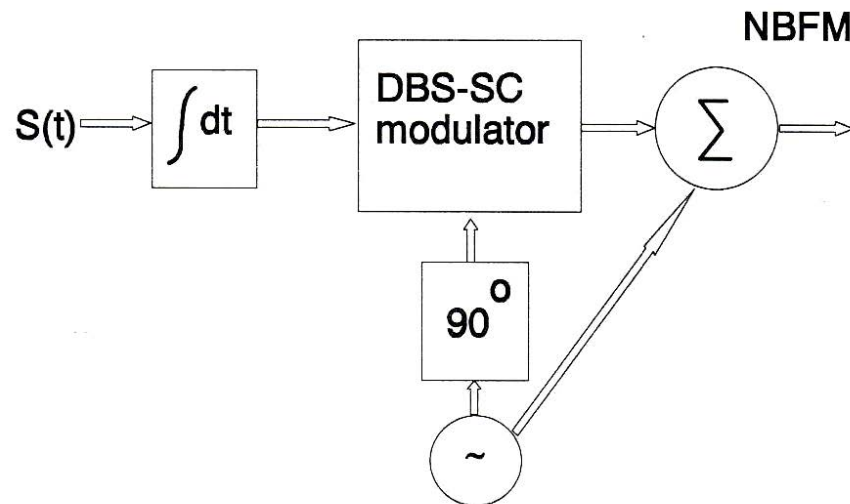 NBFM
S(t)
∫dt
DBS-SC
modulator
∑
90°
~